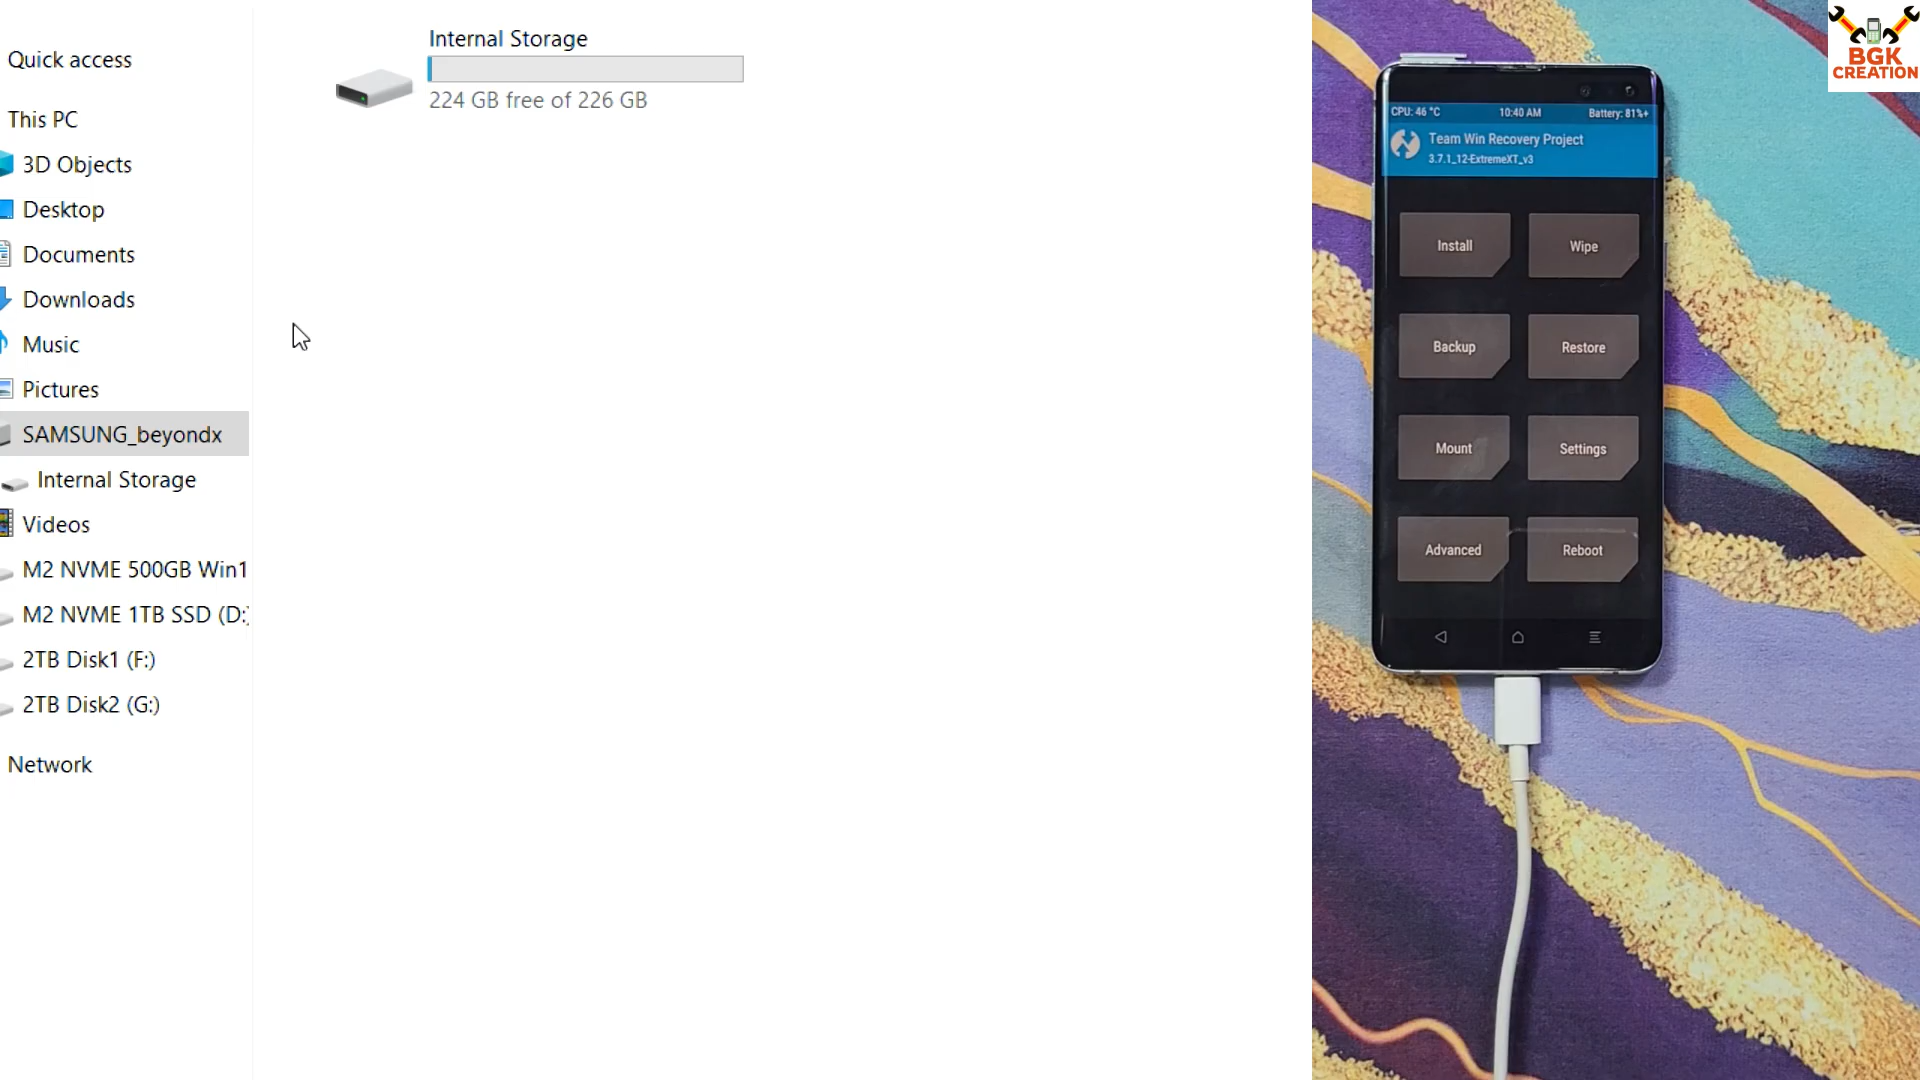 Quick access
This PC
3D Objects
Desktop
Documents
Downloads
Music
Pictures
SAMSUNG_beyondx
Internal Storage
Videos
M2 NVME 500GB Win1
M2 NVME 1TB SSD (D:)
2TB Disk1 (F:)
2TB Disk2 (G:)
Network
Internal Storage
224 GB free of 226 GB
CPU: 46 °C 10:40 AM Battery: 81%+
Team Win Recovery Project
3.7.1_12-ExtremeXT_v3
Install Wipe
Backup Restore
Mount Settings
Advanced Reboot
BGK
CREATION